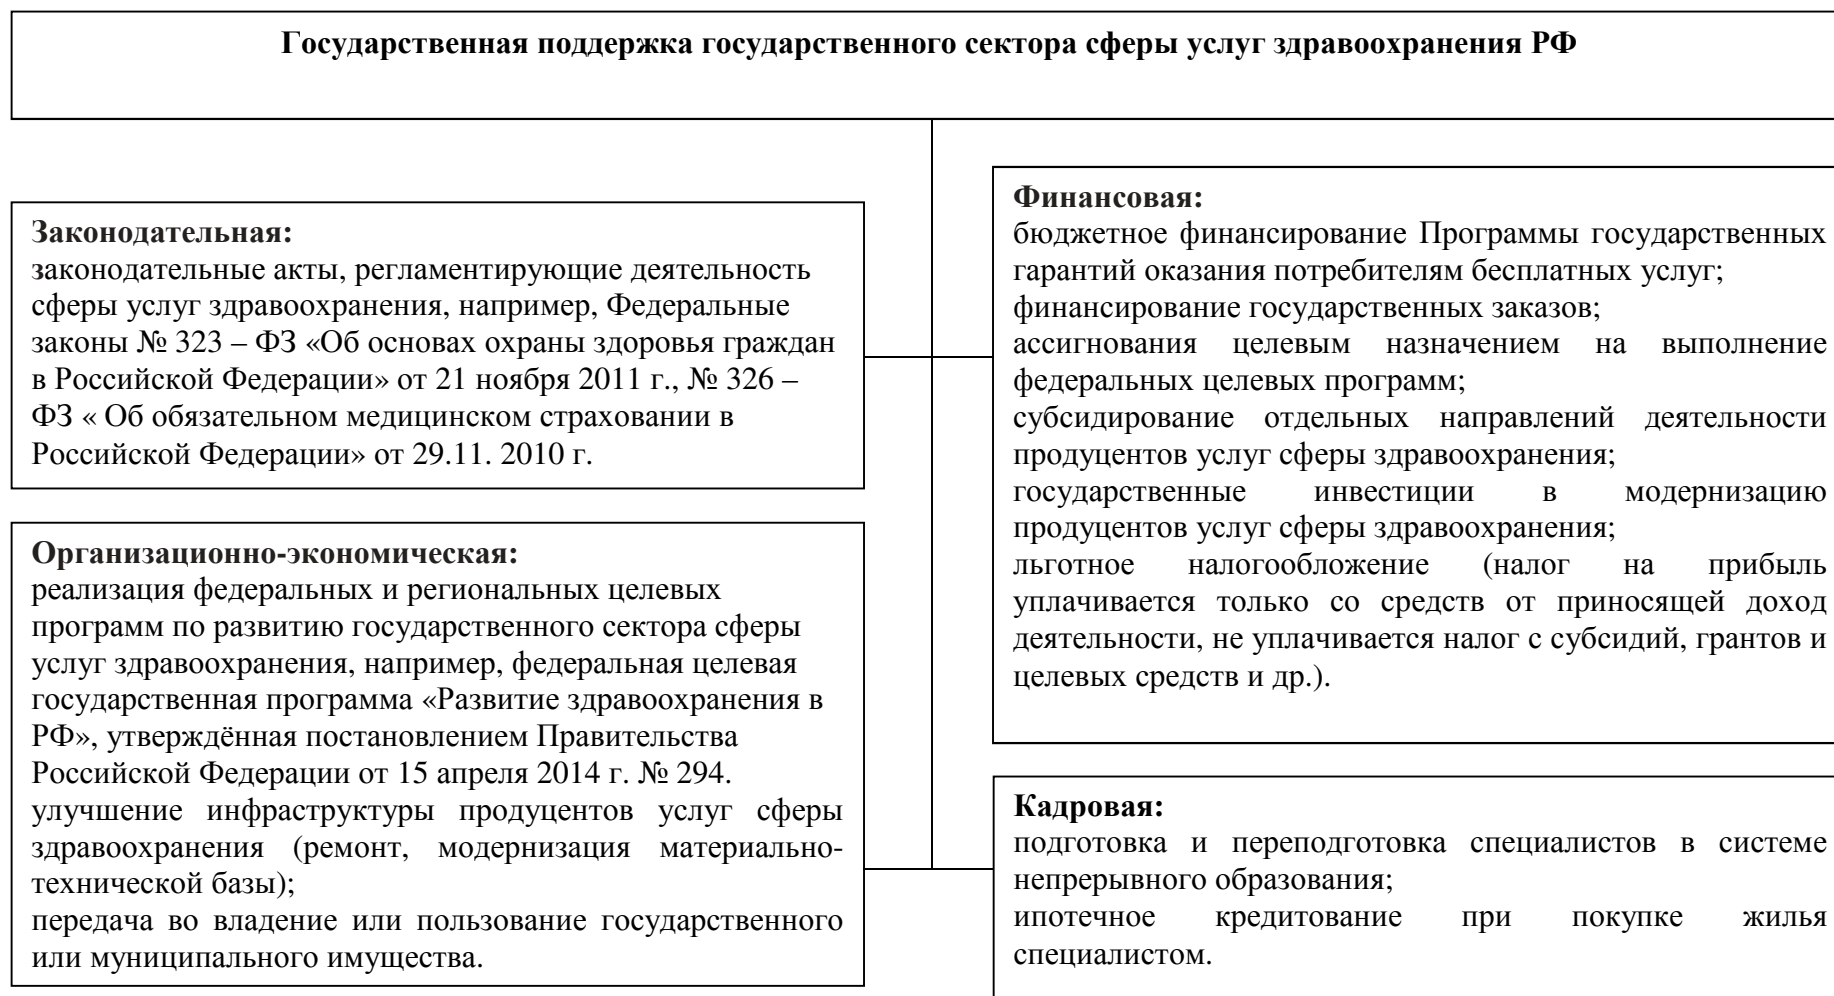 Государственная поддержка государственного сектора сферы услуг здравоохранения РФ
Законодательная:
законодательные акты, регламентирующие деятельность
сферы услуг здравоохранения, например, Федеральные
законы № 323 – ФЗ «Об основах охраны здоровья граждан
в Российской Федерации» от 21 ноября 2011 г., № 326 –
ФЗ « Об обязательном медицинском страховании в
Российской Федерации» от 29.11. 2010 г.
Организационно-экономическая:
реализация федеральных и региональных целевых
программ по развитию государственного сектора сферы
услуг здравоохранения, например, федеральная целевая
государственная программа «Развитие здравоохранения в
РФ», утверждённая постановлением Правительства
Российской Федерации от 15 апреля 2014 г. № 294.
улучшение инфраструктуры продуцентов услуг сферы
здравоохранения (ремонт, модернизация материально-
технической базы);
передача во владение или пользование государственного
или муниципального имущества.
Финансовая:
бюджетное финансирование Программы государственных
гарантий оказания потребителям бесплатных услуг;
финансирование государственных заказов;
ассигнования целевым назначением на выполнение
федеральных целевых программ;
субсидирование отдельных направлений деятельности
продуцентов услуг сферы здравоохранения;
государственные инвестиции в модернизацию
продуцентов услуг сферы здравоохранения;
льготное налогообложение (налог на прибыль
уплачивается только со средств от приносящей доход
деятельности, не уплачивается налог с субсидий, грантов и
целевых средств и др.).
Кадровая:
подготовка и переподготовка специалистов в системе
непрерывного образования;
ипотечное кредитование при покупке жилья
специалистом.